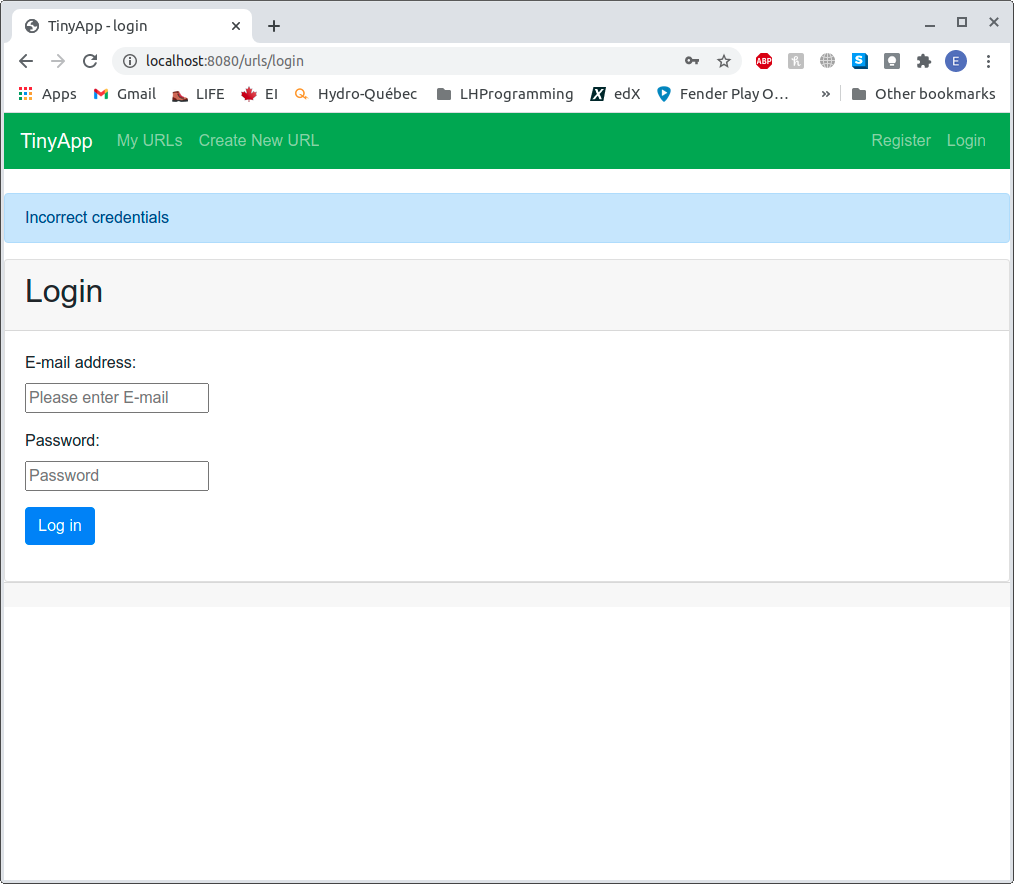 TinyApp - login
localhost:8080/urls/login
ABP
S
E
Apps Gmail LIFE EI Hydro-Québec LHProgramming edX Fender Play O… » Other bookmarks
TinyApp My URLs Create New URL Register Login
Incorrect credentials
Login
E-mail address:
Please enter E-mail
Password:
Password
Log in